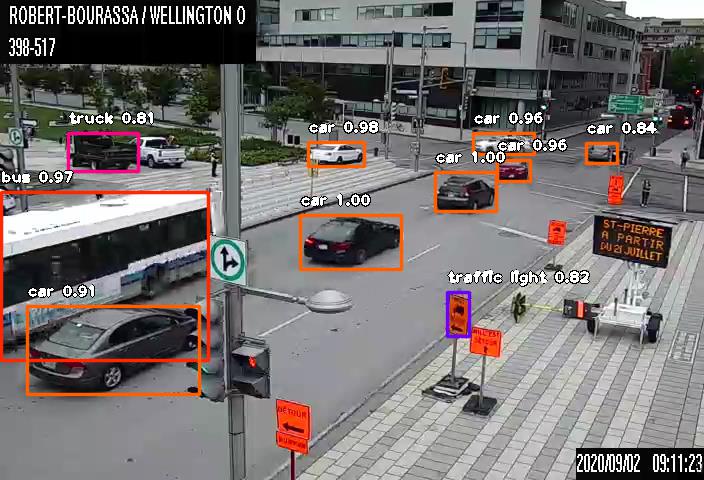 ROBERT-BOURASSA / WELLINGTON O
398-517
truck 0.81
car 0.98
car 0.96
car 0.84
car 0.96
car 1.00
bus 0.97
car 1.00
ST-PIERRE
A PARTIR
DU 21 JUILLET
traffic light 0.82
car 0.91
DÉTOUR
2020/09/02 09:11:23